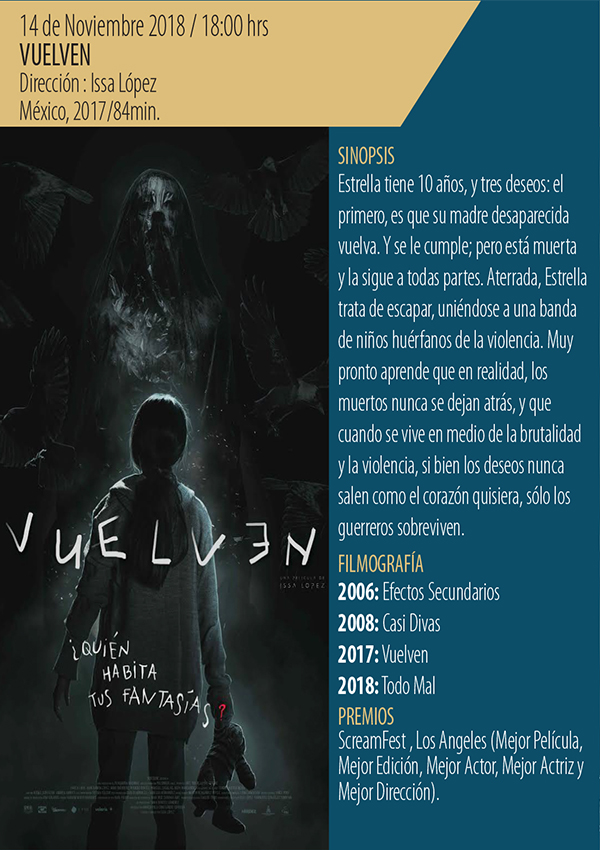 14 de Noviembre 2018 / 18:00 hrs
VUELVEN
Dirección : Issa López
México, 2017/84min.
SINOPSIS
Estrella tiene 10 años, y tres deseos: el
primero, es que su madre desaparecida
vuelva. Y se le cumple; pero está muerta
y la sigue a todas partes. Aterrada, Estrella
trata de escapar, uniéndose a una banda
de niños huérfanos de la violencia. Muy
pronto aprende que en realidad, los
muertos nunca se dejan atrás, y que
cuando se vive en medio de la brutalidad
y la violencia, si bien los deseos nunca
salen como el corazón quisiera, sólo los
guerreros sobreviven.
FILMOGRAFÍA
2006: Efectos Secundarios
2008: Casi Divas
2017: Vuelven
2018: Todo Mal
PREMIOS
ScreamFest , Los Angeles (Mejor Película,
Mejor Edición, Mejor Actor, Mejor Actriz y
Mejor Dirección).
VUELVEN
UNA PELÍCULA DE
ISSA LÓPEZ
¿QUIÉN
HABITA
TUS FANTASÍAS?